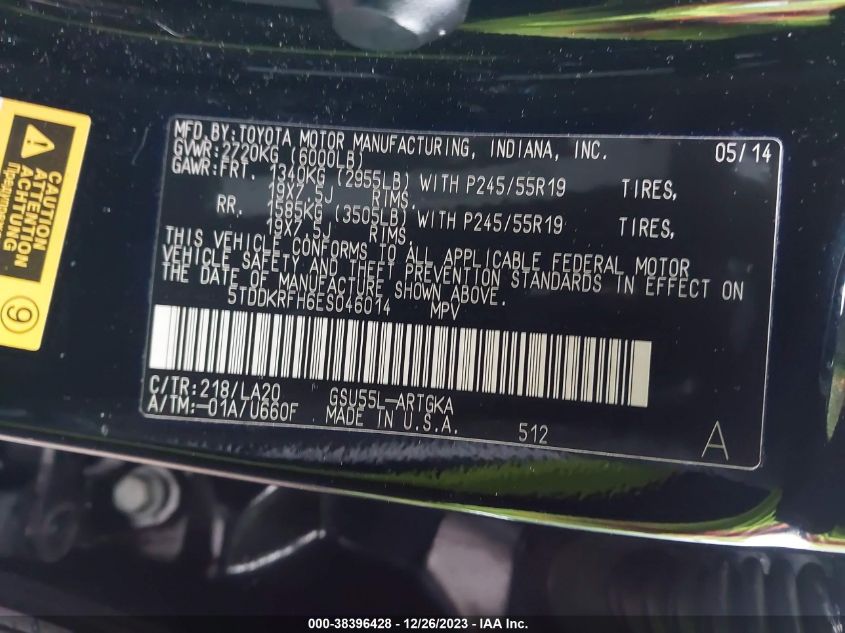 CAUTION
ATTENTION
ACHTUNG
9
MFD.BY:TOYOTA MOTOR MANUFACTURING, INDIANA, INC. 05/14
GVWR:2720KG (6000LB)
GAWR:FRT. 1340KG (2955LB) WITH P245/55R19 TIRES,
19X7.5J RIMS.
RR. 1585KG (3505LB) WITH P245/55R19 TIRES,
19X7.5J RIMS.
THIS VEHICLE CONFORMS TO ALL APPLICABLE FEDERAL MOTOR
VEHICLE SAFETY AND THEFT PREVENTION STANDARDS IN EFFECT ON
THE DATE OF MANUFACTURE SHOWN ABOVE.
5TDDKRFH6ES046014 MPV
C/TR:218/LA20 GSU55L-ARTGKA
A/TM:-01A/U660F MADE IN U.S.A. 512 A
000-38396428 - 12/26/2023 - IAA Inc.